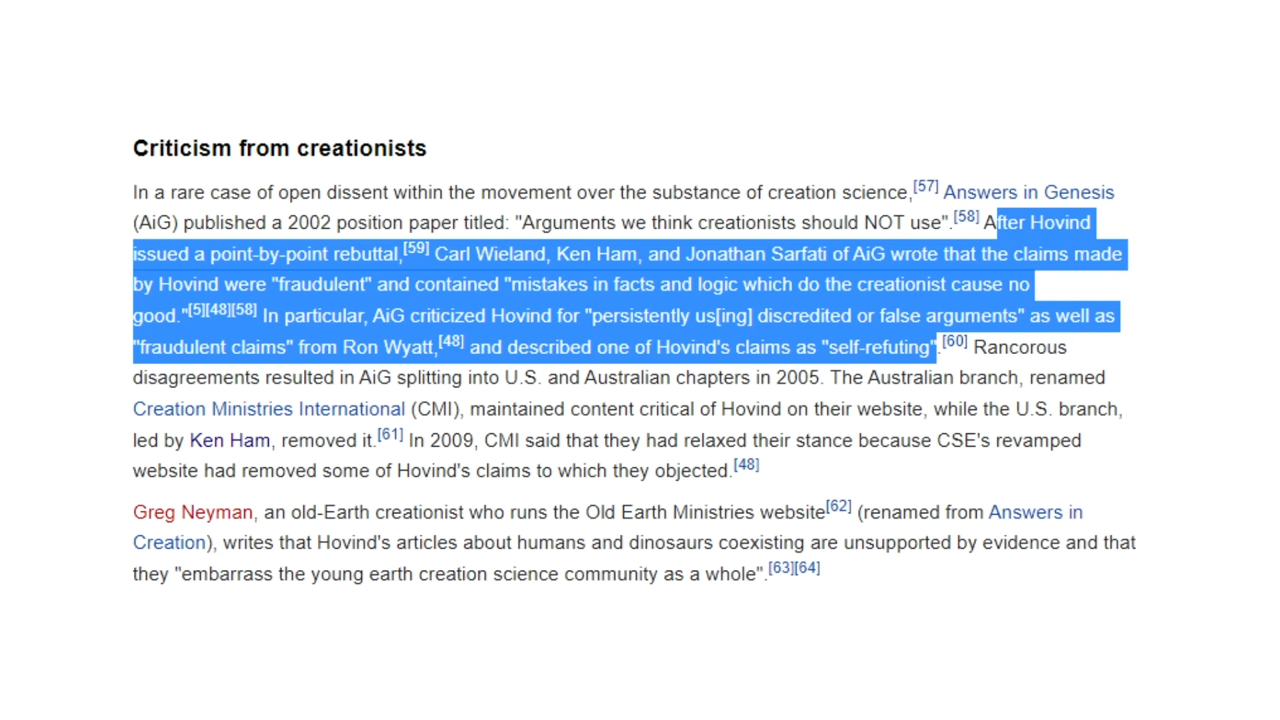 Criticism from creationists
In a rare case of open dissent within the movement over the substance of creation science,[57] Answers in Genesis
(AiG) published a 2002 position paper titled: "Arguments we think creationists should NOT use".[58] After Hovind
issued a point-by-point rebuttal,[59] Carl Wieland, Ken Ham, and Jonathan Sarfati of AiG wrote that the claims made
by Hovind were "fraudulent" and contained "mistakes in facts and logic which do the creationist cause no
good."[5][48][58] In particular, AiG criticized Hovind for "persistently us[ing] discredited or false arguments" as well as
"fraudulent claims" from Ron Wyatt,[48] and described one of Hovind's claims as "self-refuting".[60] Rancorous
disagreements resulted in AiG splitting into U.S. and Australian chapters in 2005. The Australian branch, renamed
Creation Ministries International (CMI), maintained content critical of Hovind on their website, while the U.S. branch,
led by Ken Ham, removed it.[61] In 2009, CMI said that they had relaxed their stance because CSE's revamped
website had removed some of Hovind's claims to which they objected.[48]
Greg Neyman, an old-Earth creationist who runs the Old Earth Ministries website[62] (renamed from Answers in
Creation), writes that Hovind's articles about humans and dinosaurs coexisting are unsupported by evidence and that
they "embarrass the young earth creation science community as a whole".[63][64]